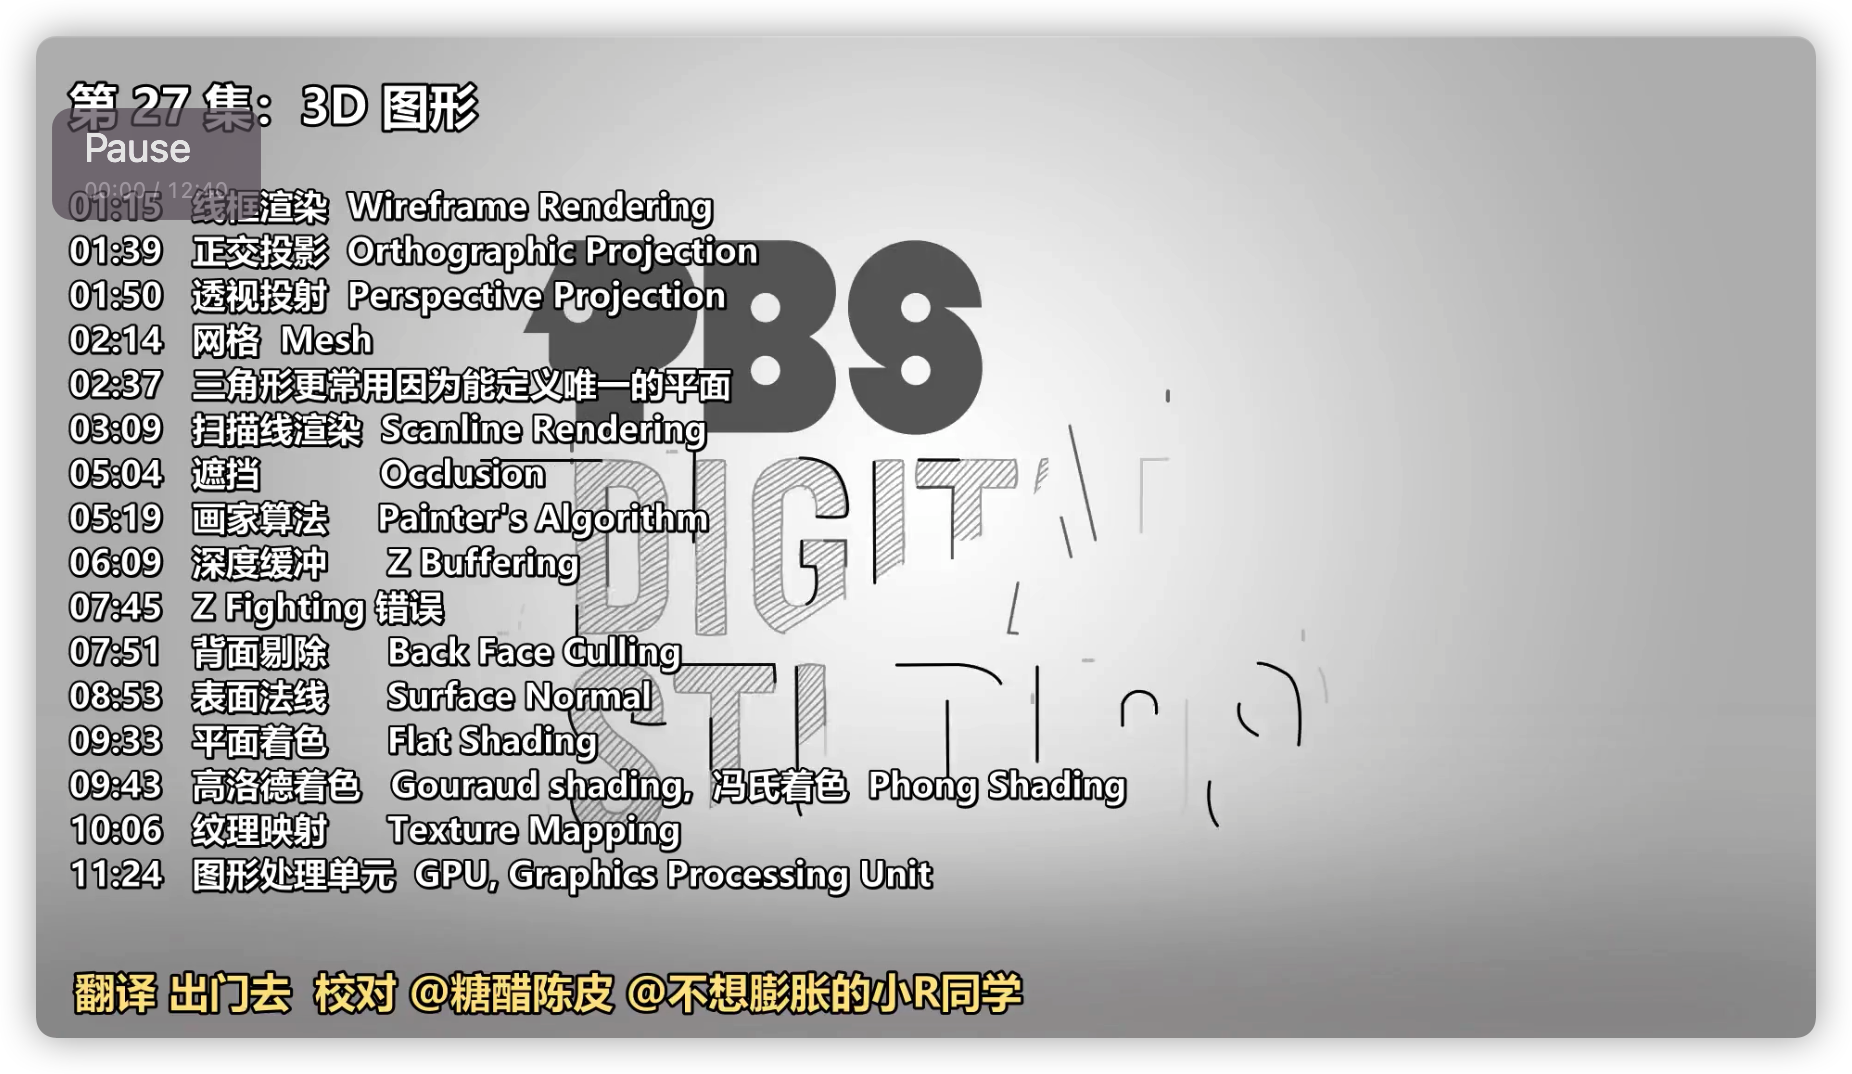 第 27 集：3D 图形
Pause
00:00 / 12:40
01:15 线框渲染 Wireframe Rendering
01:39 正交投影 Orthographic Projection
01:50 透视投射 Perspective Projection
02:14 网格 Mesh
02:37 三角形更常用因为能定义唯一的平面
03:09 扫描线渲染 Scanline Rendering
05:04 遮挡 Occlusion
05:19 画家算法 Painter's Algorithm
06:09 深度缓冲 Z Buffering
07:45 Z Fighting 错误
07:51 背面剔除 Back Face Culling
08:53 表面法线 Surface Normal
09:33 平面着色 Flat Shading
09:43 高洛德着色 Gouraud shading, 冯氏着色 Phong Shading
10:06 纹理映射 Texture Mapping
11:24 图形处理单元 GPU, Graphics Processing Unit
PBS
DIGIT
翻译 出门去 校对 @糖醋陈皮 @不想膨胀的小R同学